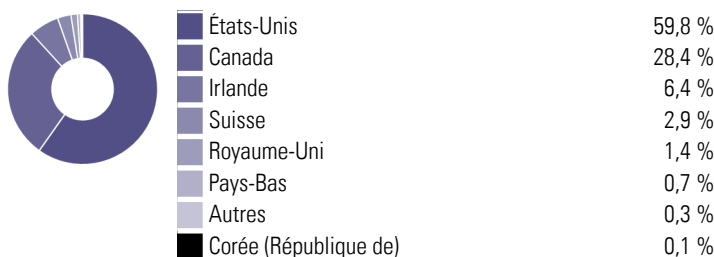 États-Unis 59,8 %
Canada 28,4 %
Irlande 6,4 %
Suisse 2,9 %
Royaume-Uni 1,4 %
Pays-Bas 0,7 %
Autres 0,3 %
Corée (République de) 0,1 %